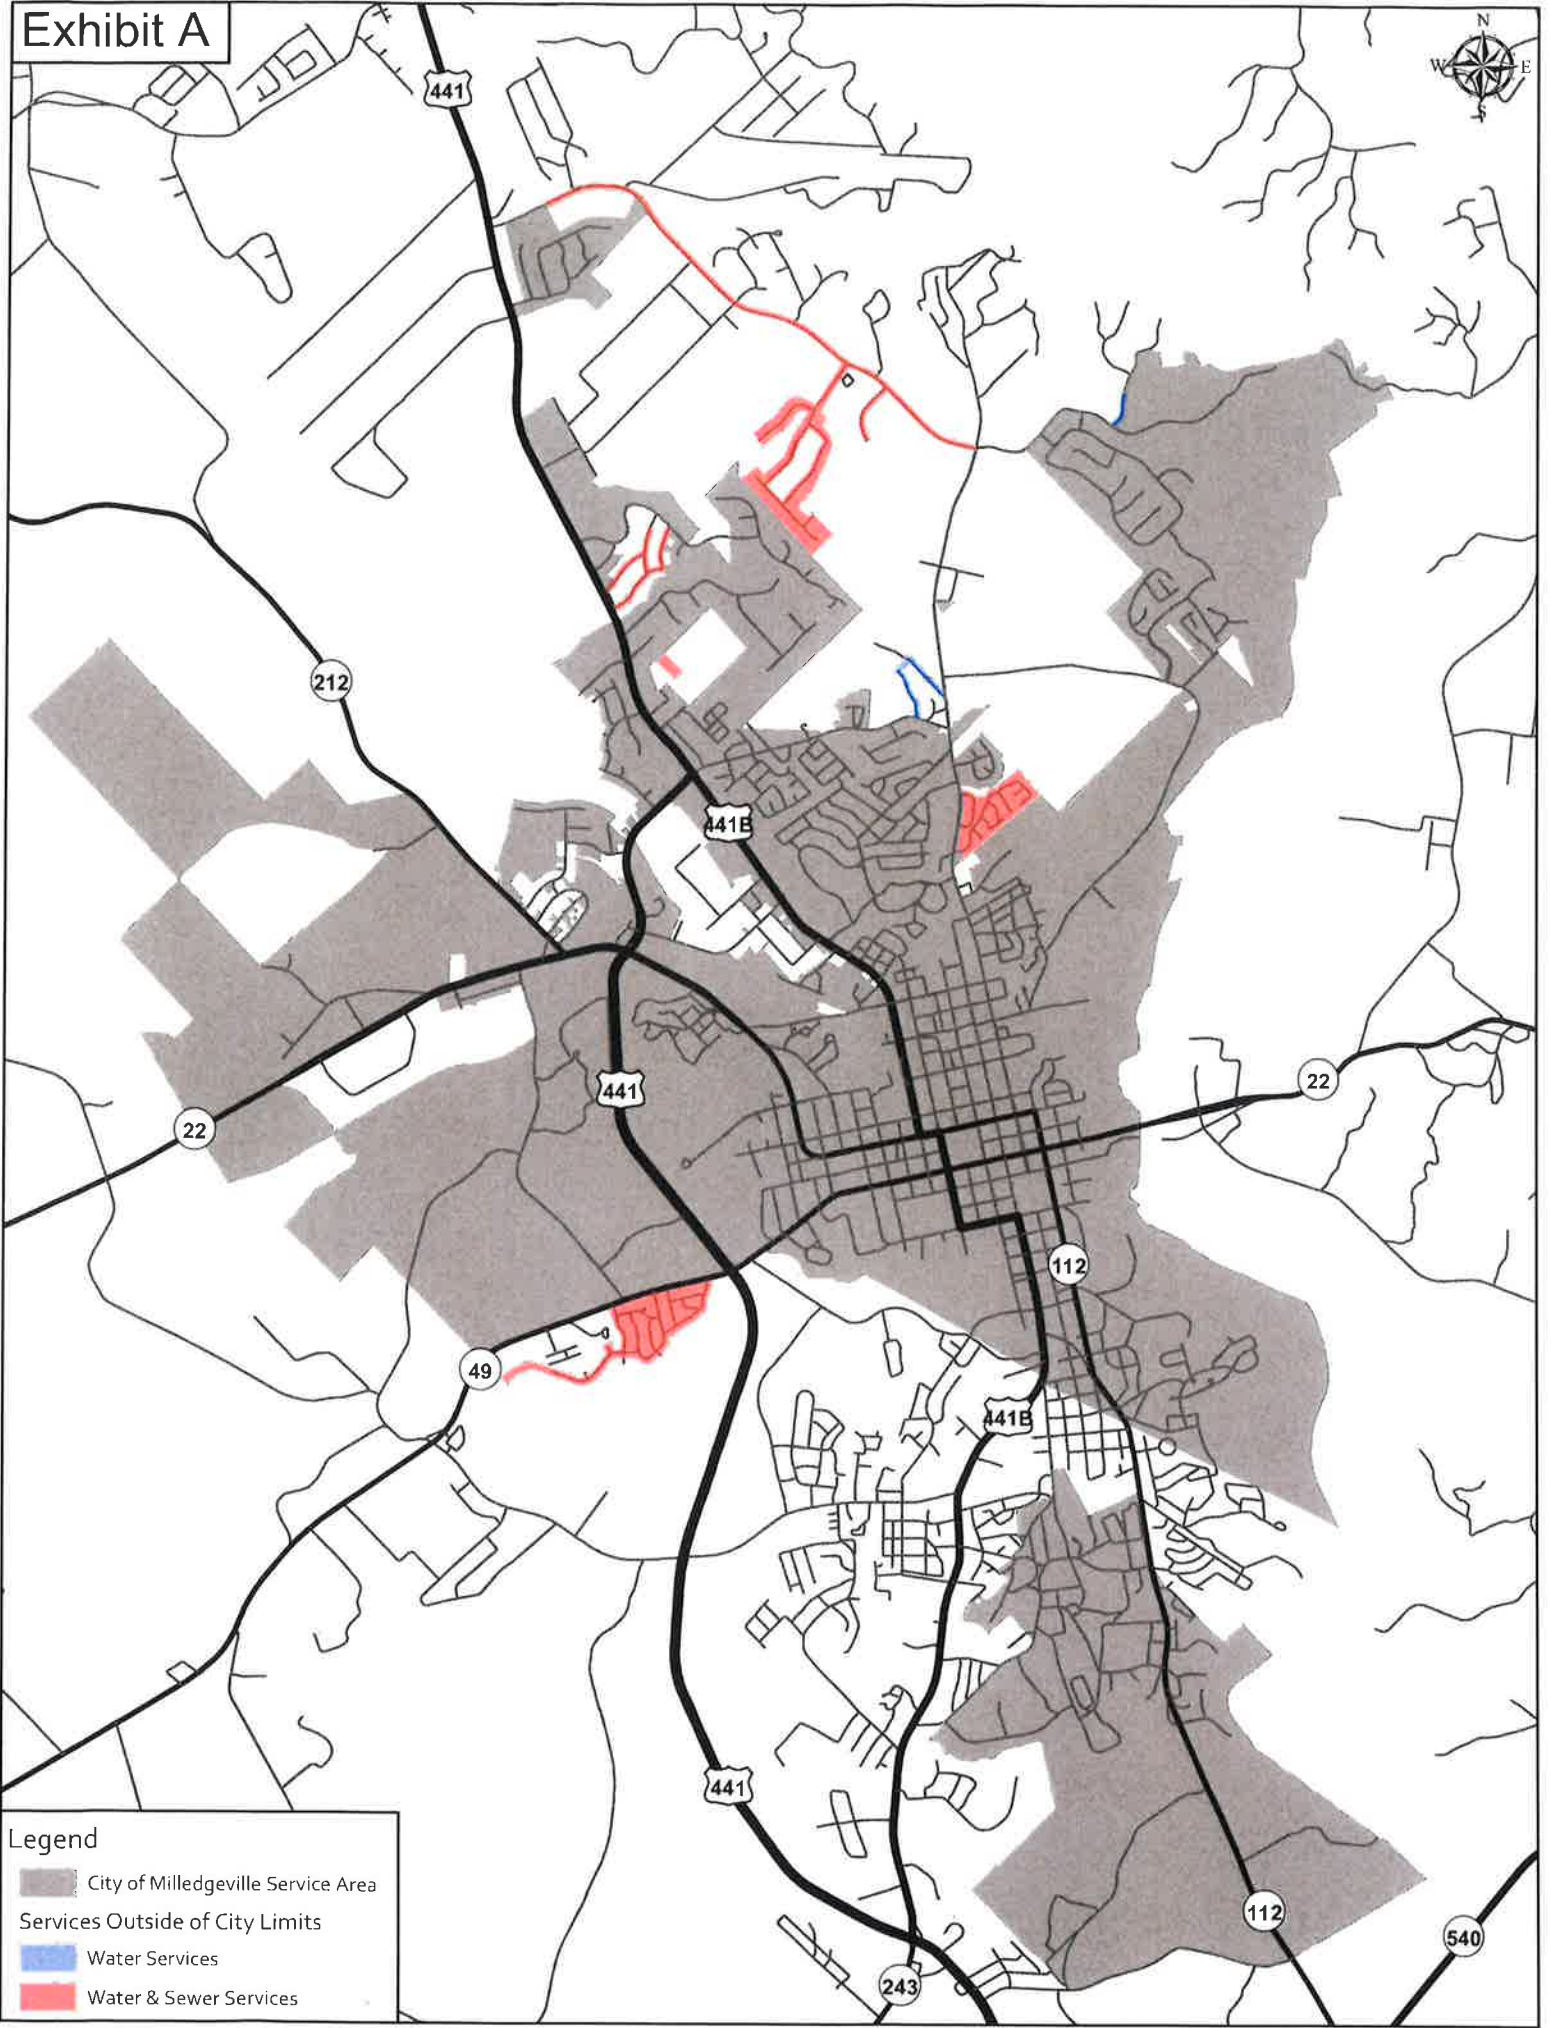 Exhibit A
N
W
E
S
441
212
441B
441
22
22
112
49
441B
441
112
540
243
Legend
City of Milledgeville Service Area
Services Outside of City Limits
Water Services
Water & Sewer Services